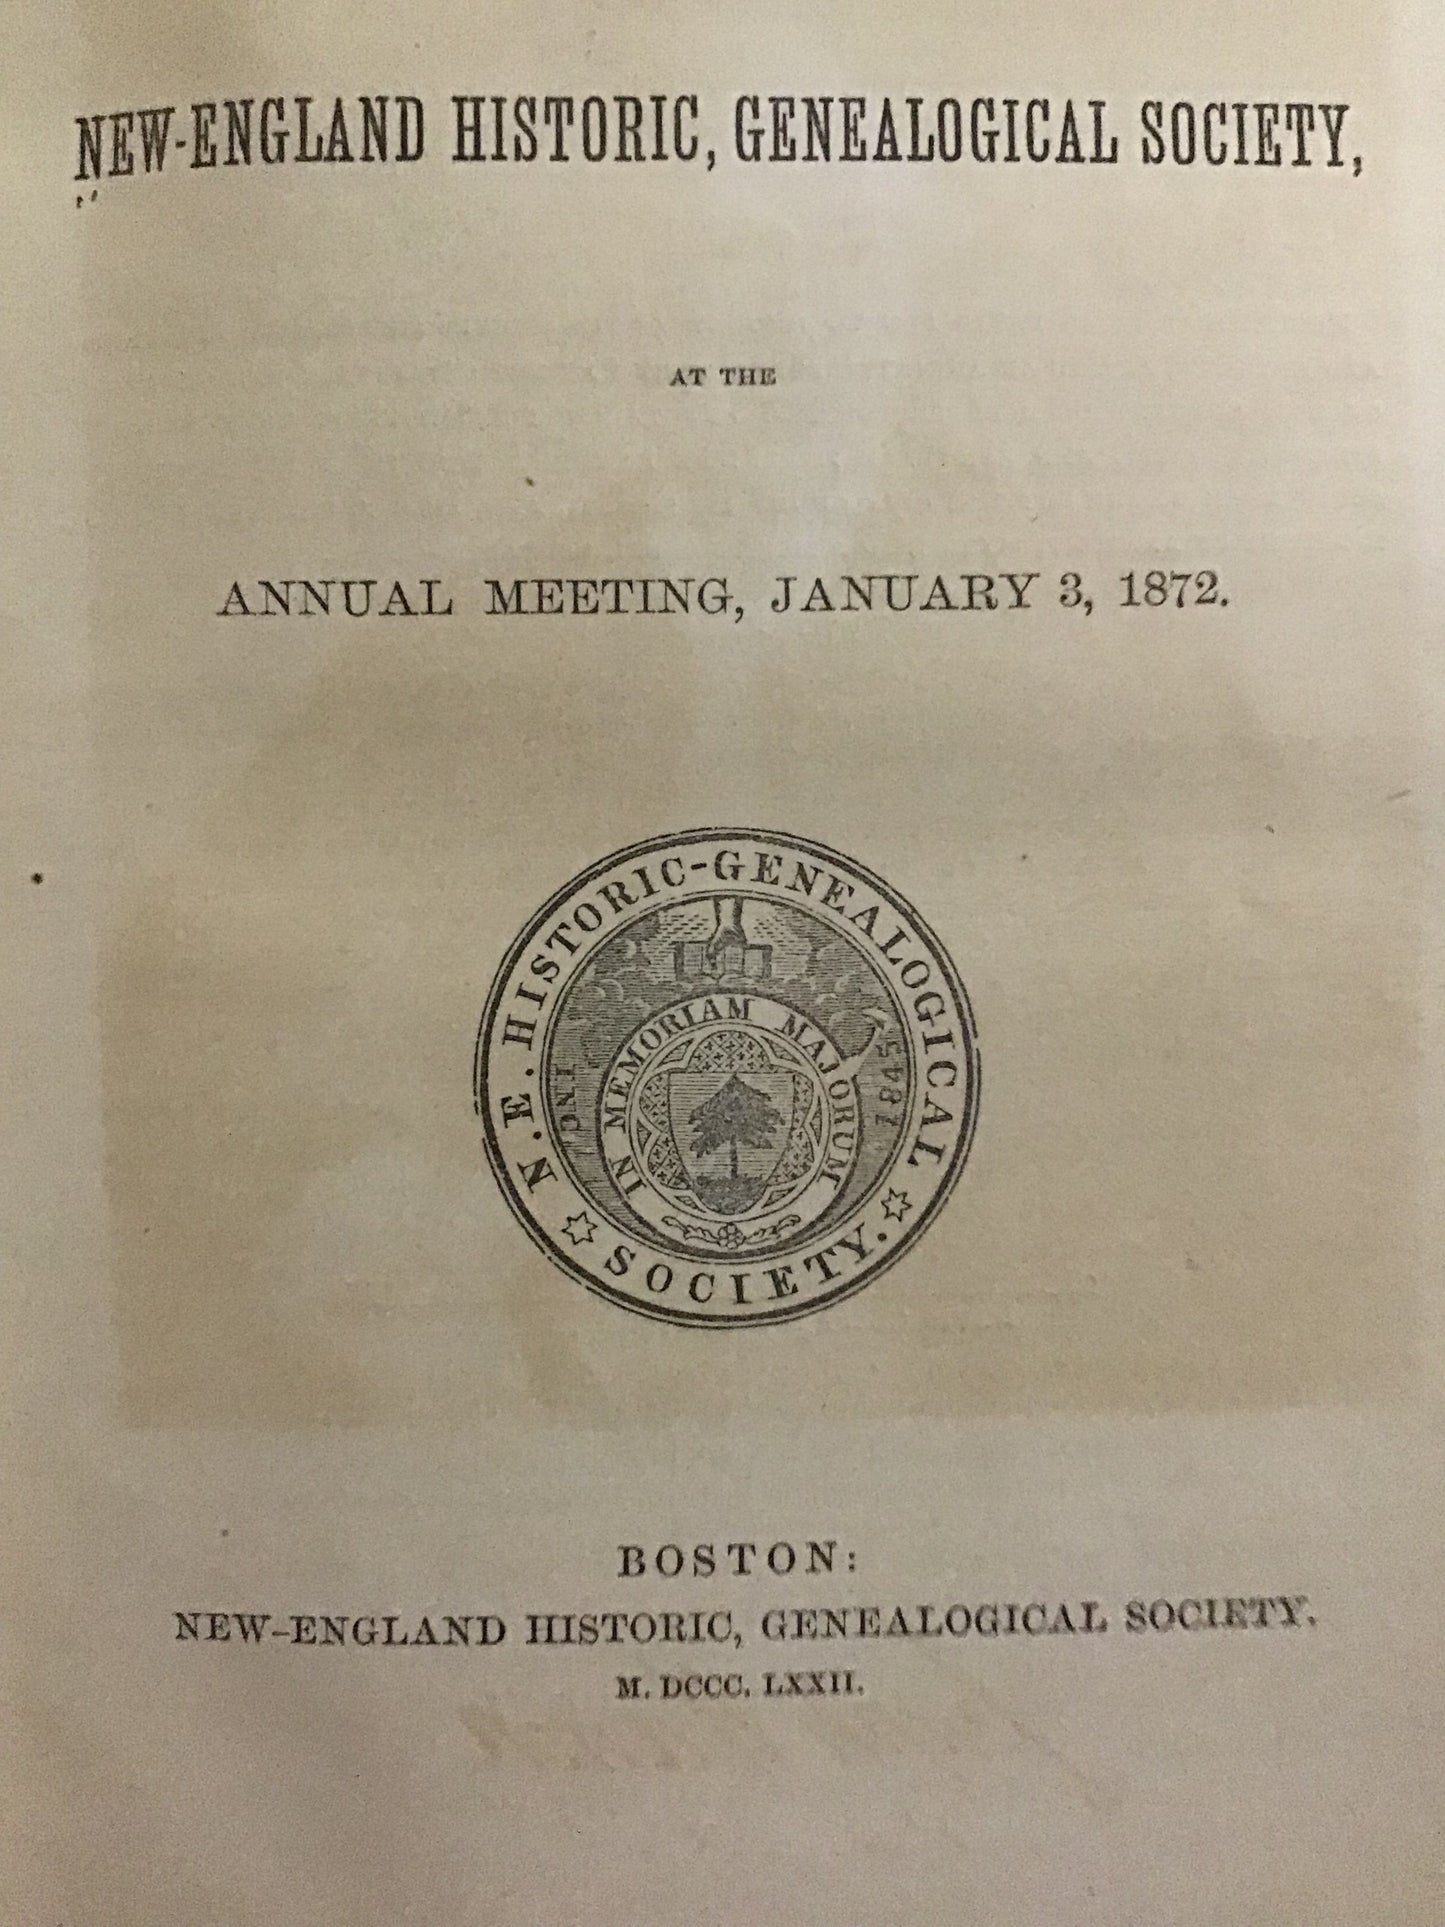 NEW-ENGLAND HISTORIC, GENEALOGICAL SOCIETY,
AT THE
ANNUAL MEETING, JANUARY 3, 1872.
N. E. HISTORIC-GENEALOGICAL
SOCIETY.
IN MEMORIAM MAJORUM
INC.
1845
BOSTON:
NEW-ENGLAND HISTORIC, GENEALOGICAL SOCIETY.
M. DCCC. LXXII.